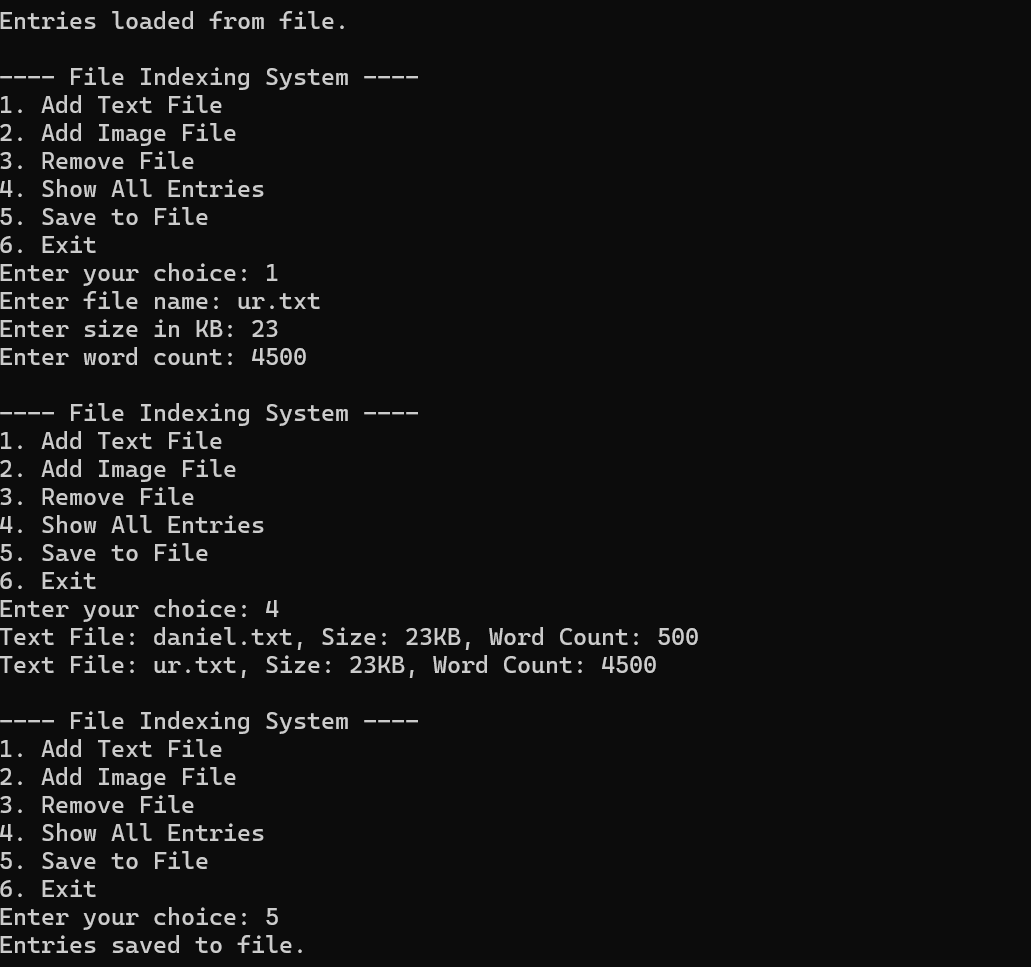 Entries loaded from file.
---- File Indexing System ----
1. Add Text File
2. Add Image File
3. Remove File
4. Show All Entries
5. Save to File
6. Exit
Enter your choice: 1
Enter file name: ur.txt
Enter size in KB: 23
Enter word count: 4500
---- File Indexing System ----
1. Add Text File
2. Add Image File
3. Remove File
4. Show All Entries
5. Save to File
6. Exit
Enter your choice: 4
Text File: daniel.txt, Size: 23KB, Word Count: 500
Text File: ur.txt, Size: 23KB, Word Count: 4500
---- File Indexing System ----
1. Add Text File
2. Add Image File
3. Remove File
4. Show All Entries
5. Save to File
6. Exit
Enter your choice: 5
Entries saved to file.